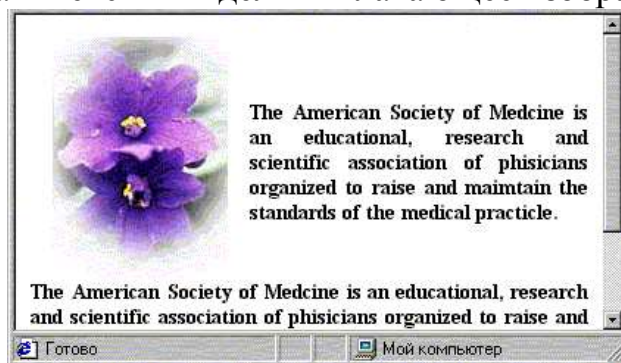 The American Society of Medcine is
an educational, research and
scientific association of phisicians
organized to raise and maimtain the
standards of the medical practicle.
The American Society of Medcine is an educational, research
and scientific association of phisicians organized to raise and
Готово
Мой компьютер